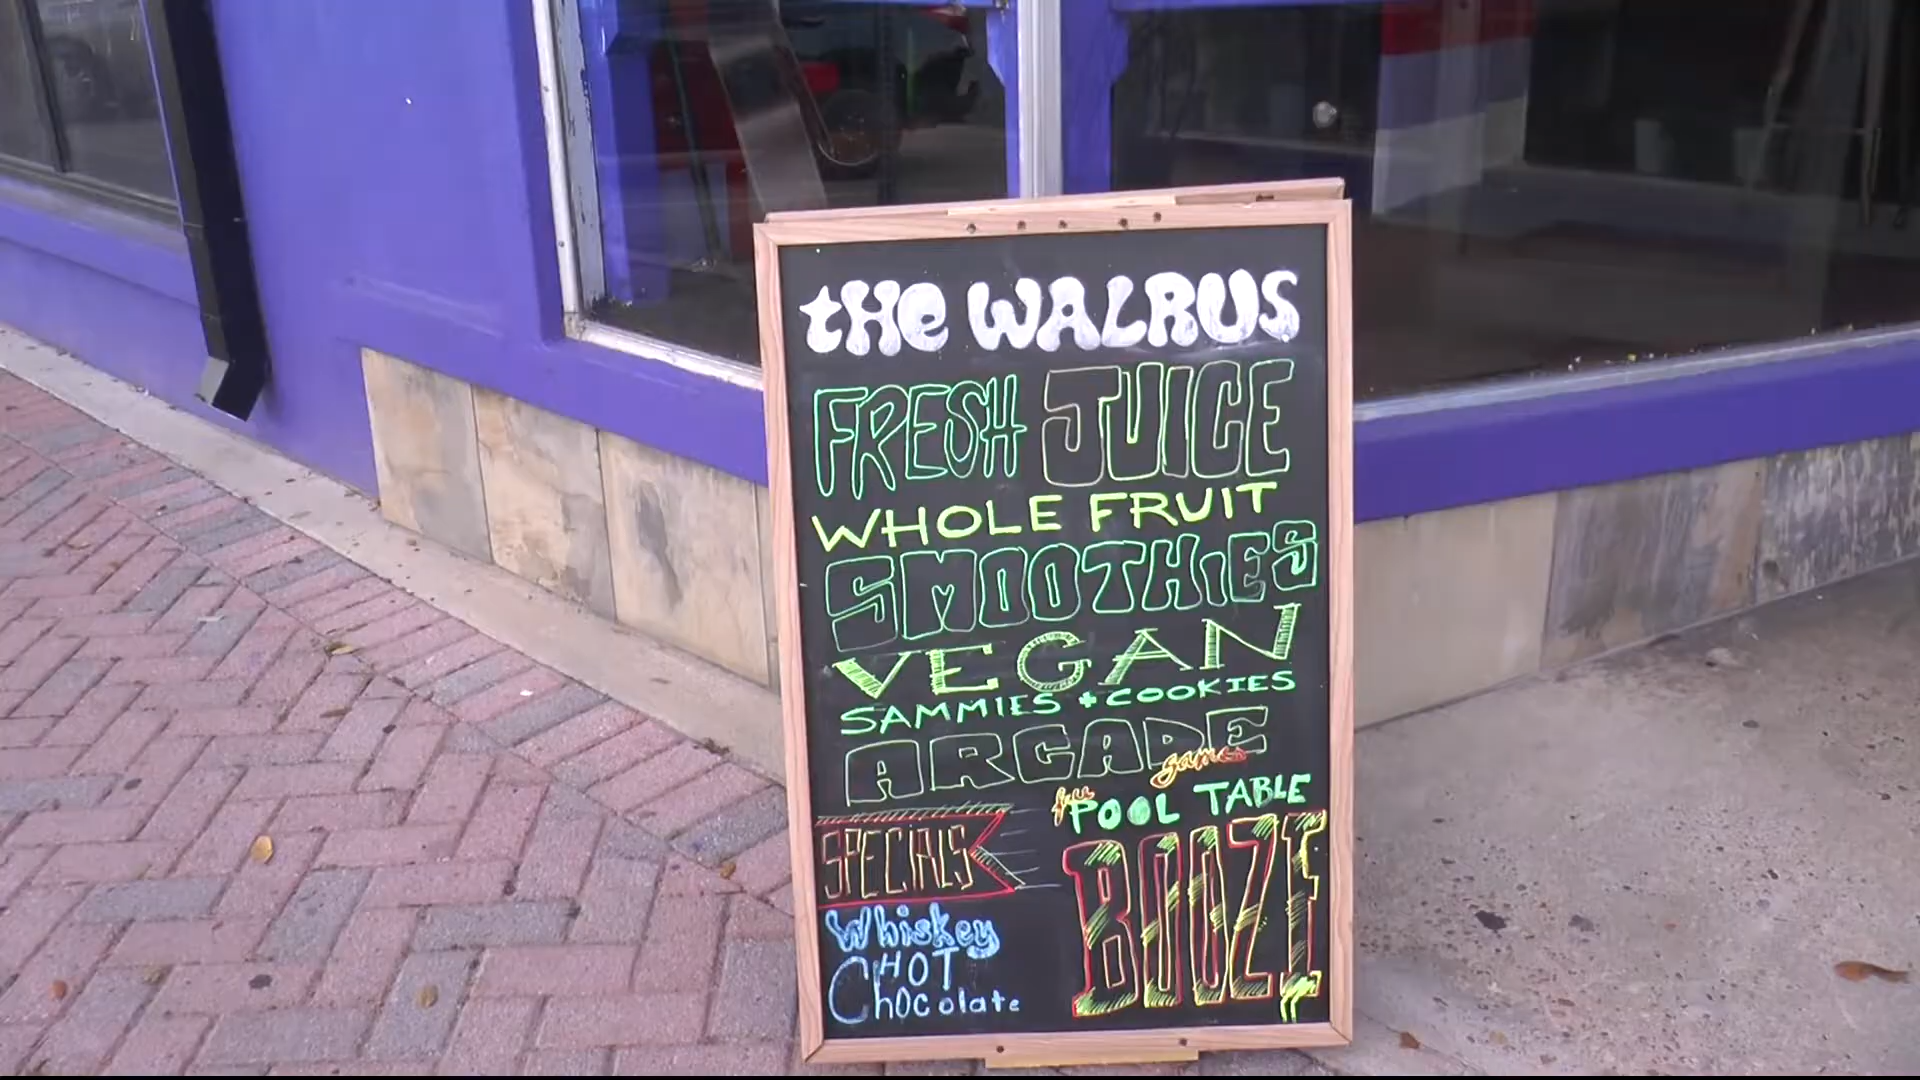 tHe WALRUS
FRESH JUICE
WHOLE FRUIT
SMOOTHiES
VEGAN
SAMMIES + COOKIES
ARCADE
games
POOL TABLE
SPECIALS
BOOZE
Whiskey
HOT
Chocolate